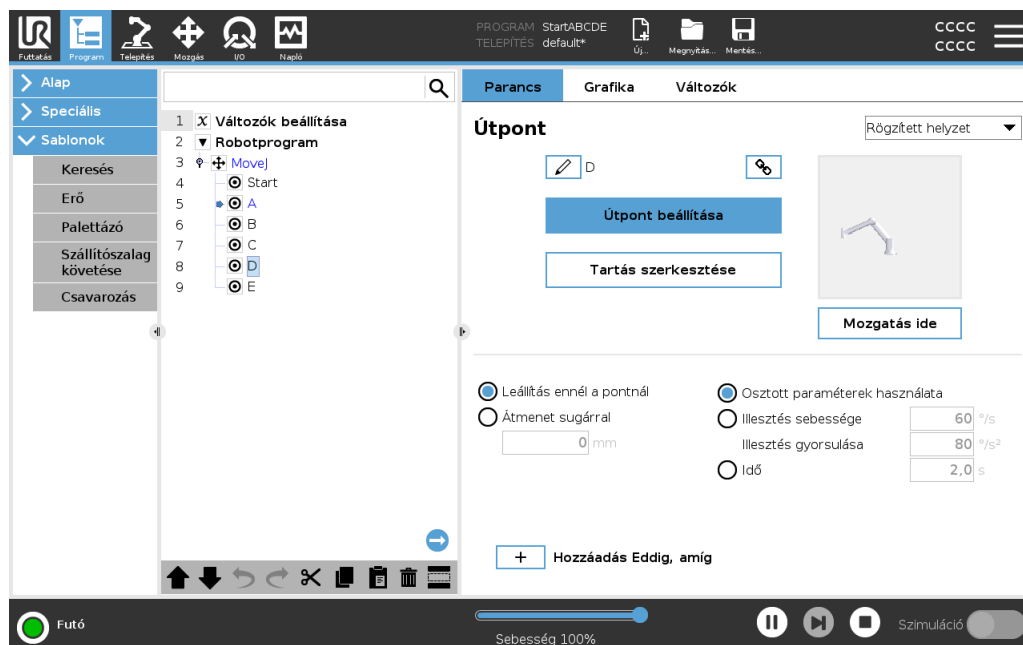 UR
Futtatás
Program
Telepítés
Mozgás
I/O
Napló
PROGRAM StartABCDE
TELEPÍTÉS default*
Új...
Megnyitás...
Mentés...
CCCC
CCCC
Alap
Speciális
Sablonok
Keresés
Erő
Palettázó
Szállítószalag
követése
Csavarozás
1 X Változók beállítása
2 Robotprogram
3 MoveJ
4 Start
5 A
6 B
7 C
8 D
9 E
Parancs
Grafika
Változók
Útpont
Rögzített helyzet
D
Útpont beállítása
Tartás szerkesztése
Mozgatás ide
Leállítás ennél a pontnál
Átmenet sugárral
0 mm
Osztott paraméterek használata
Illesztés sebessége 60 °/s
Illesztés gyorsulása 80 °/s²
Idő 2,0 s
+ Hozzáadás Eddig, amíg
Futó
Sebesség 100%
Szimuláció